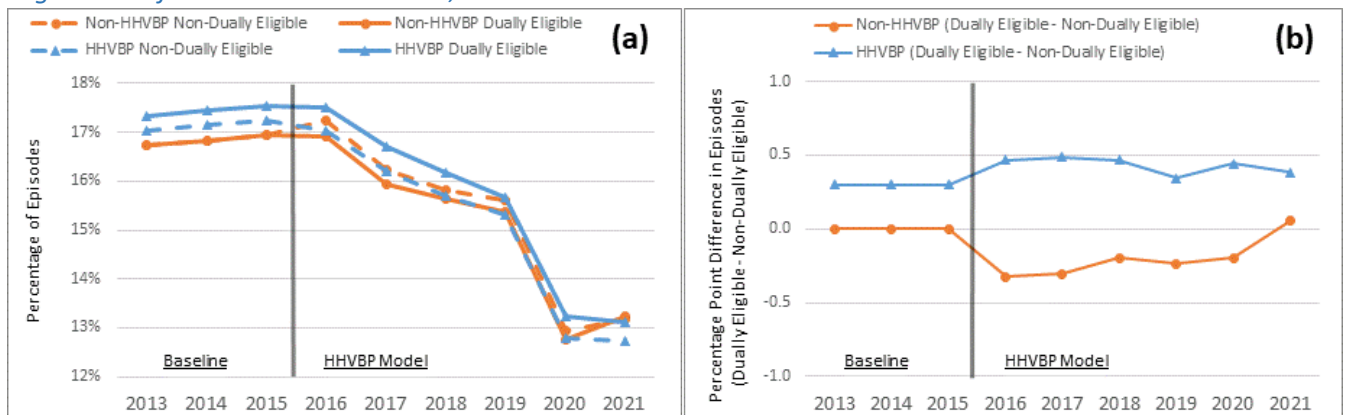 Non-HHVBP Non-Dually Eligible Non-HHVBP Dually Eligible
HHVBP Non-Dually Eligible HHVBP Dually Eligible
(a)
Percentage of Episodes
18%
17%
16%
15%
14%
13%
12%
Baseline HHVBP Model
2013 2014 2015 2016 2017 2018 2019 2020 2021
Non-HHVBP (Dually Eligible - Non-Dually Eligible)
HHVBP (Dually Eligible - Non-Dually Eligible)
(b)
Percentage Point Difference in Episodes
(Dually Eligible - Non-Dually Eligible)
1.0
0.5
0.0
-0.5
-1.0
Baseline HHVBP Model
2013 2014 2015 2016 2017 2018 2019 2020 2021